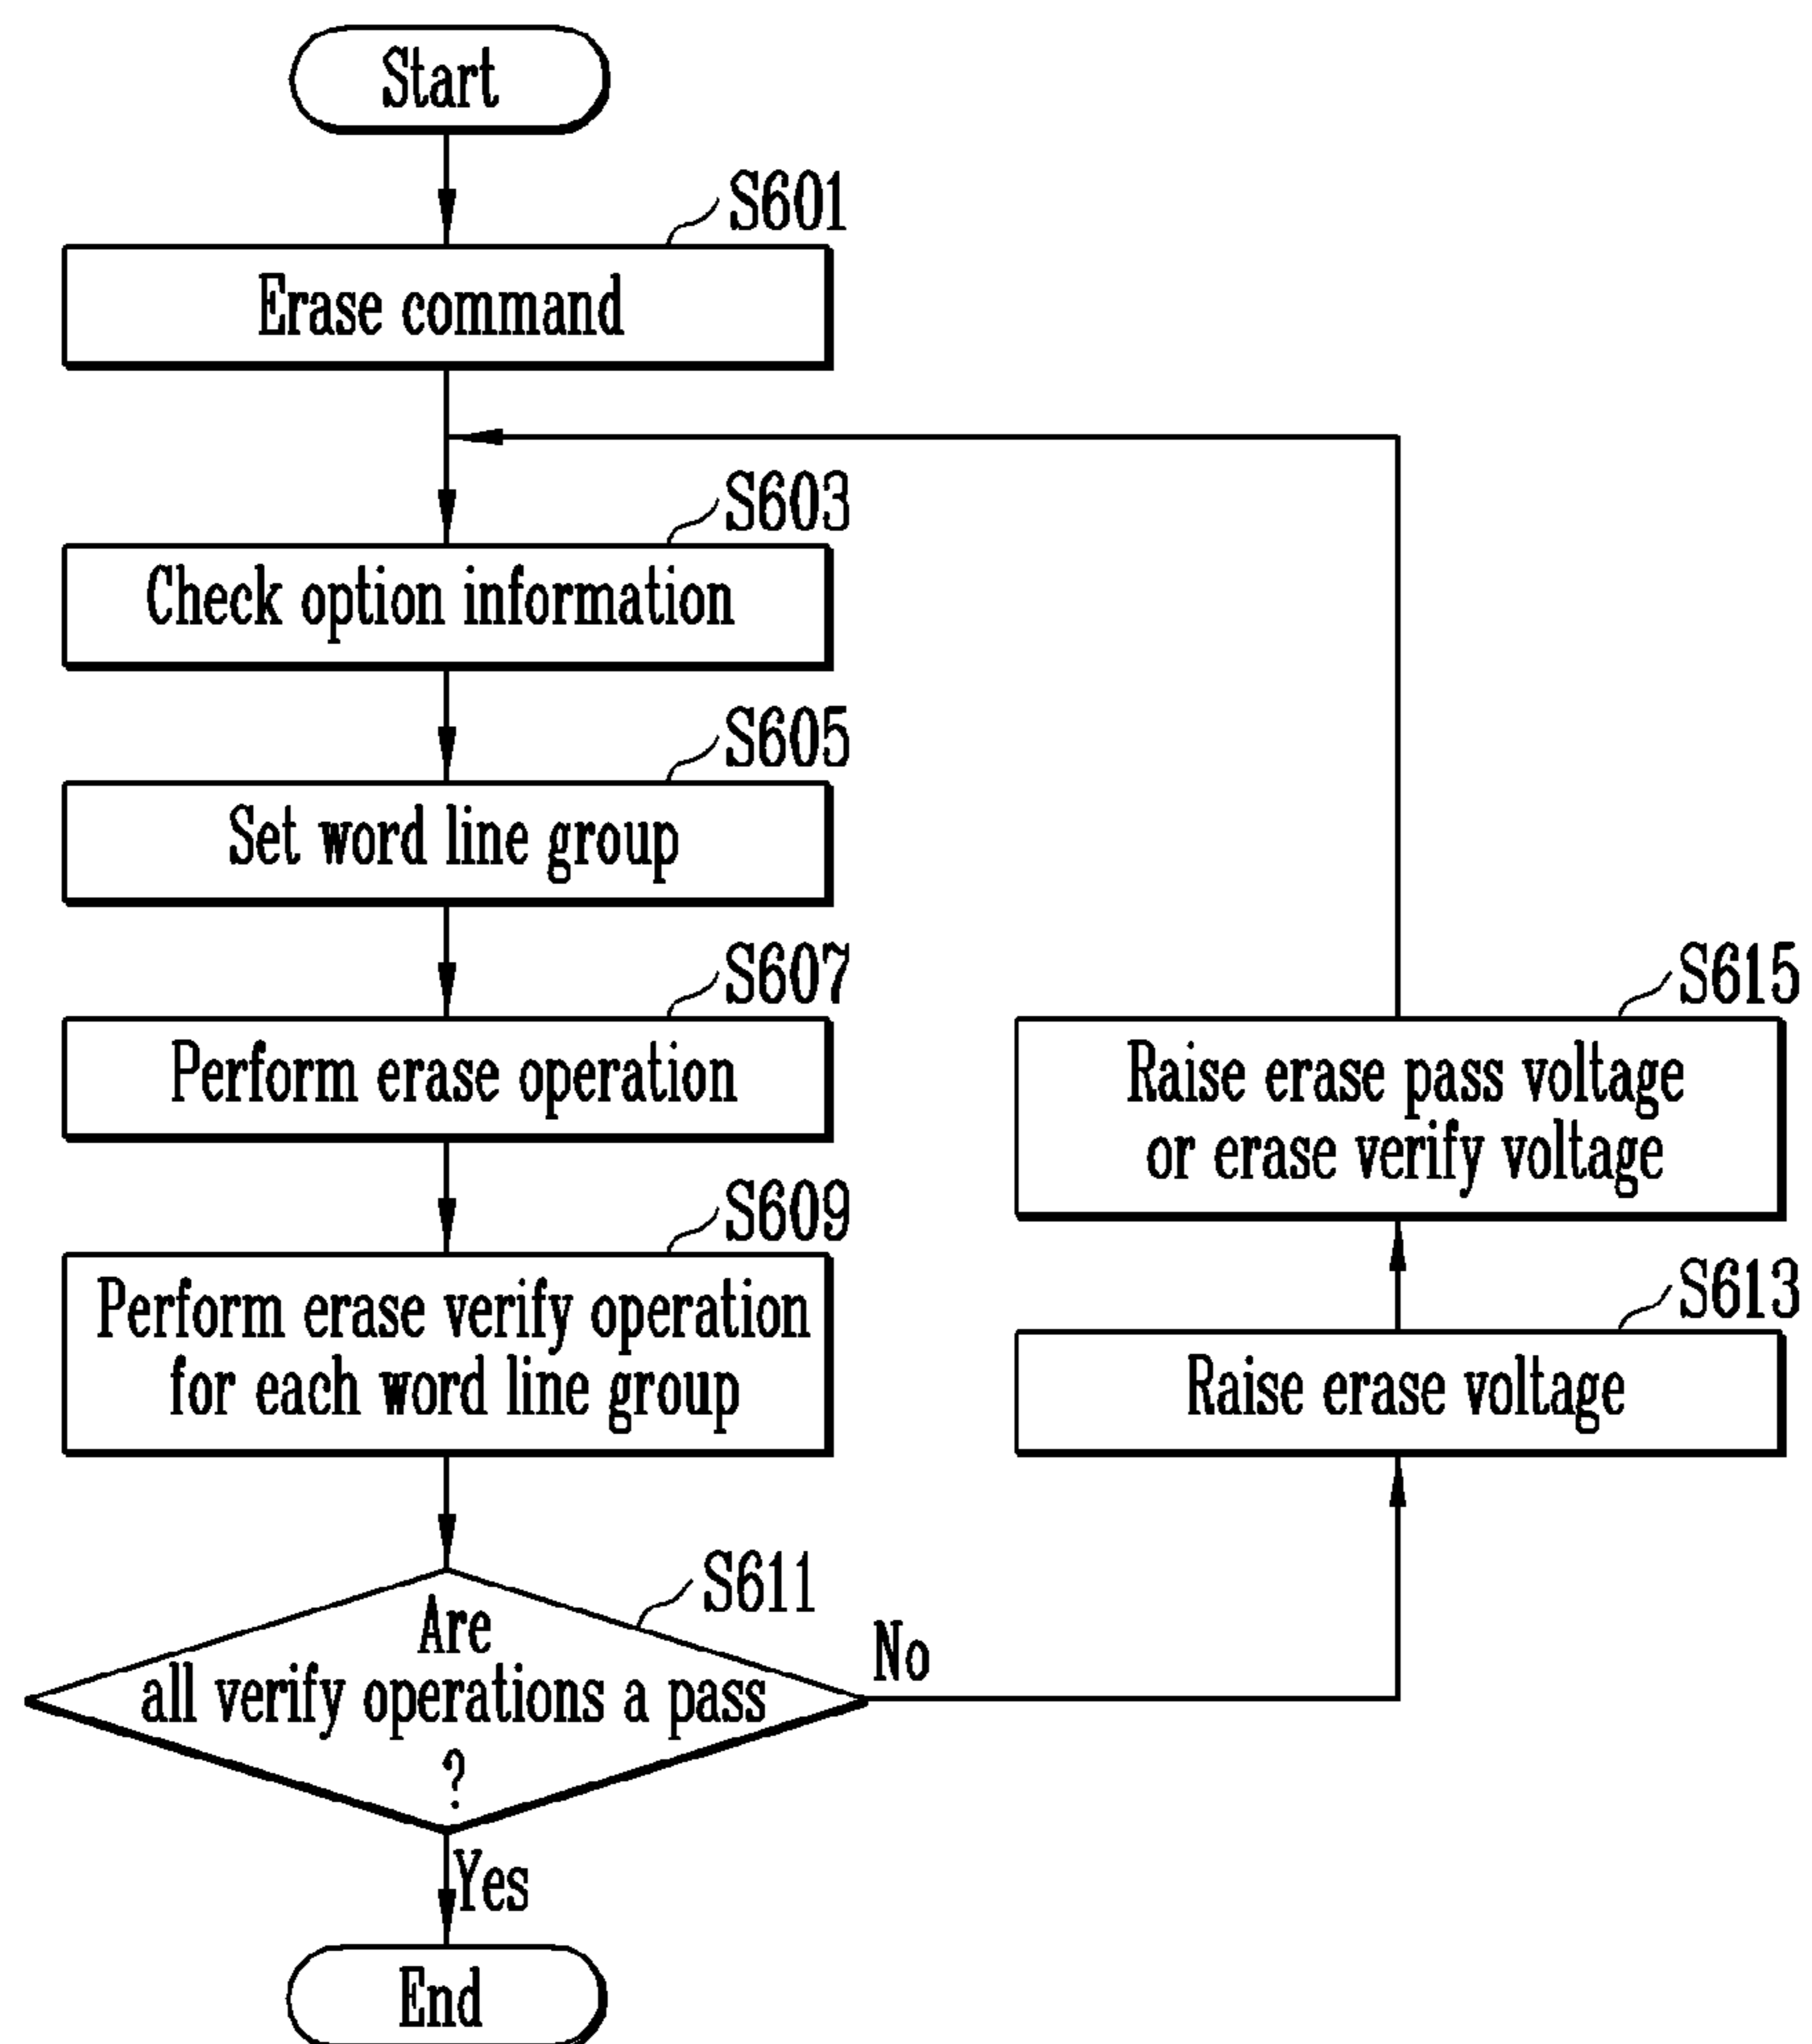 Start
S601
Erase command
S603
Check option information
S605
Set word line group
S607
Perform erase operation
S609
Perform erase verify operation
for each word line group
S611
Are
all verify operations a pass
?
No
Yes
End
S615
Raise erase pass voltage
or erase verify voltage
S613
Raise erase voltage